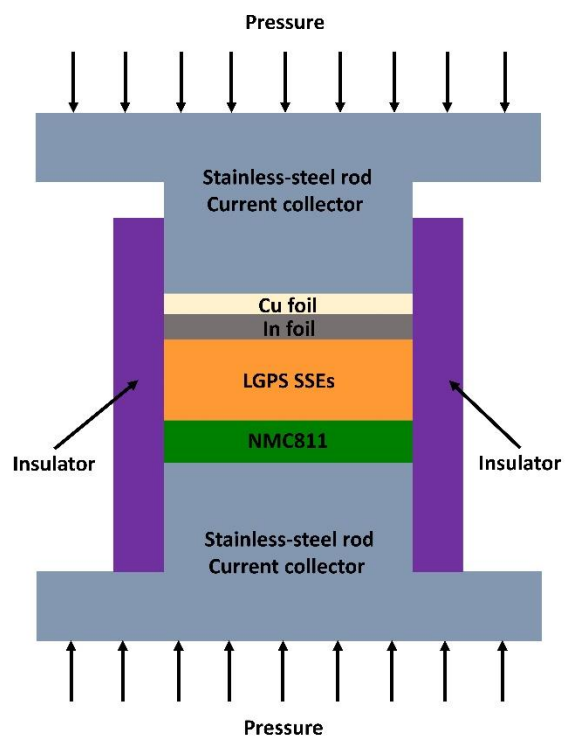 Pressure
Stainless-steel rod
Current collector
Cu foil
In foil
LGPS SSEs
NMC811
Insulator
Insulator
Stainless-steel rod
Current collector
Pressure